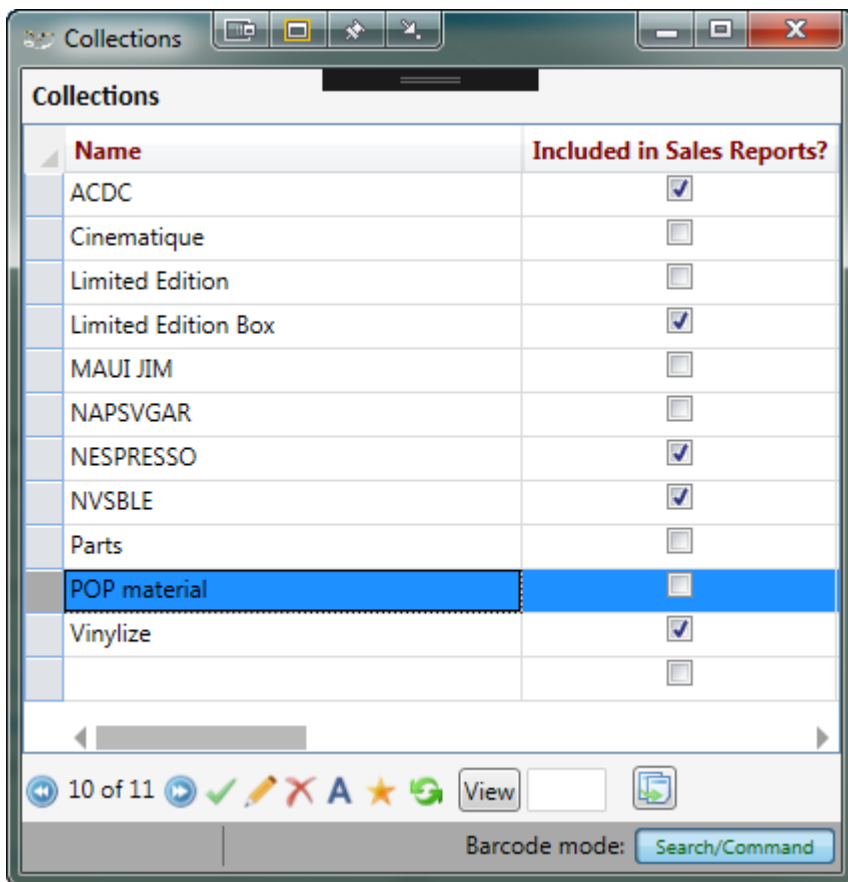 Collections
Collections
Name Included in Sales Reports?
ACDC
Cinematique
Limited Edition
Limited Edition Box
MAUI JIM
NAPSVGAR
NESPRESSO
NVSBLE
Parts
POP material
Vinylize
10 of 11 A View
Barcode mode: Search/Command